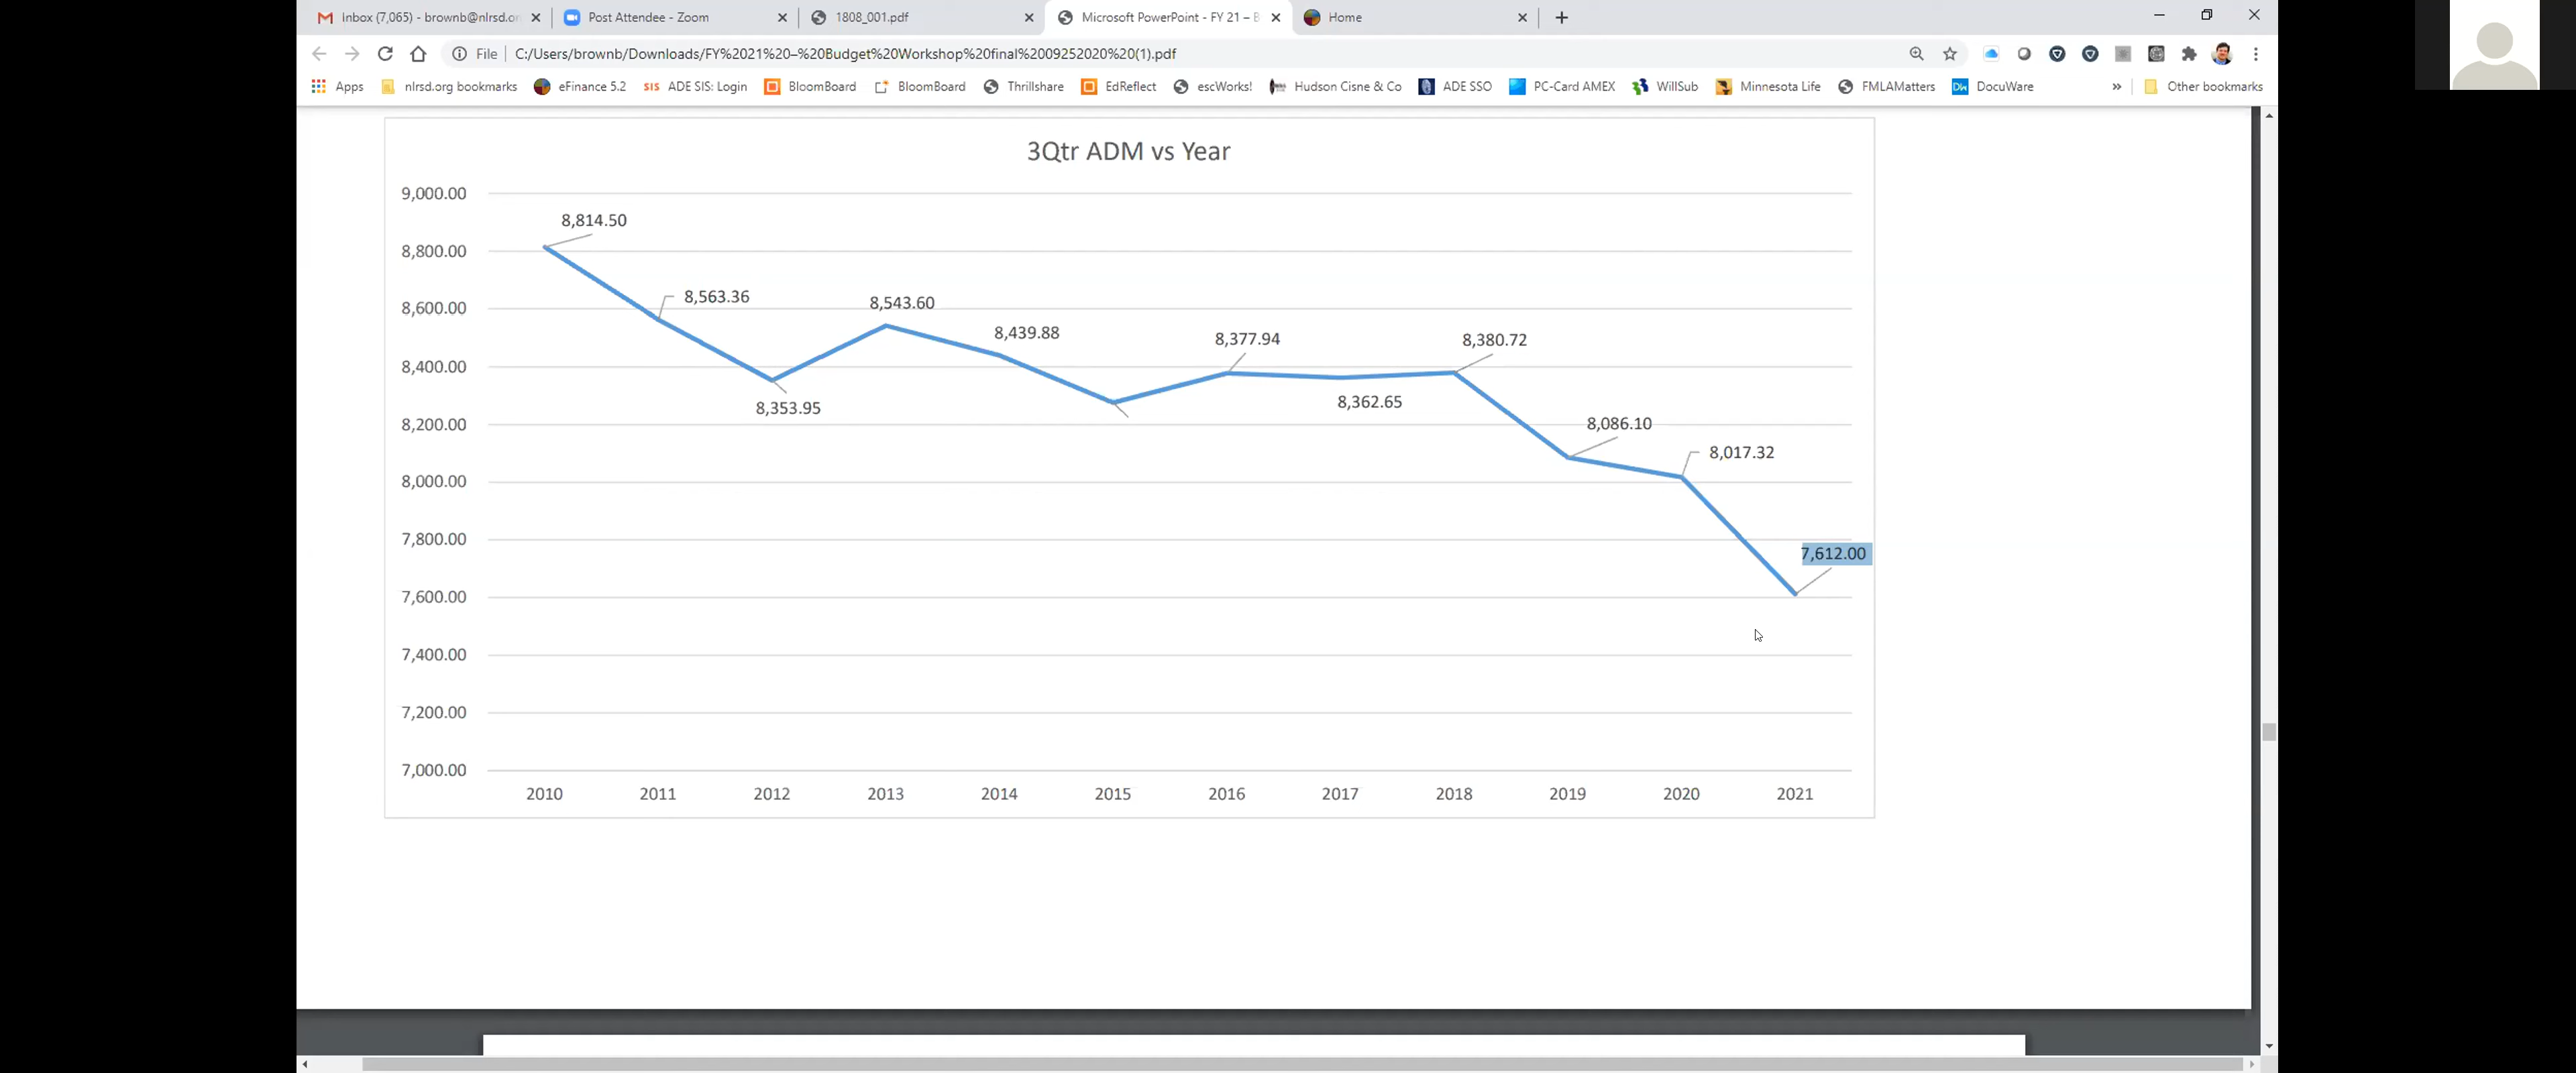 Inbox (7,065) - brownb@nlrsd.or
Post Attendee - Zoom
1808_001.pdf
Microsoft PowerPoint - FY 21 – B
Home
File
C:/Users/brownb/Downloads/FY%2021%20–%20Budget%20Workshop%20final%2009252020%20(1).pdf
Apps
nlrsd.org bookmarks
eFinance 5.2
SIS ADE SIS: Login
BloomBoard
BloomBoard
Thrillshare
EdReflect
escWorks!
Hudson Cisne & Co
ADE SSO
PC-Card AMEX
WillSub
Minnesota Life
FMLAMatters
Dw DocuWare
»
Other bookmarks
3Qtr ADM vs Year
9,000.00
8,800.00
8,600.00
8,400.00
8,200.00
8,000.00
7,800.00
7,600.00
7,400.00
7,200.00
7,000.00
8,814.50
8,563.36
8,353.95
8,543.60
8,439.88
8,377.94
8,362.65
8,380.72
8,086.10
8,017.32
7,612.00
2010
2011
2012
2013
2014
2015
2016
2017
2018
2019
2020
2021